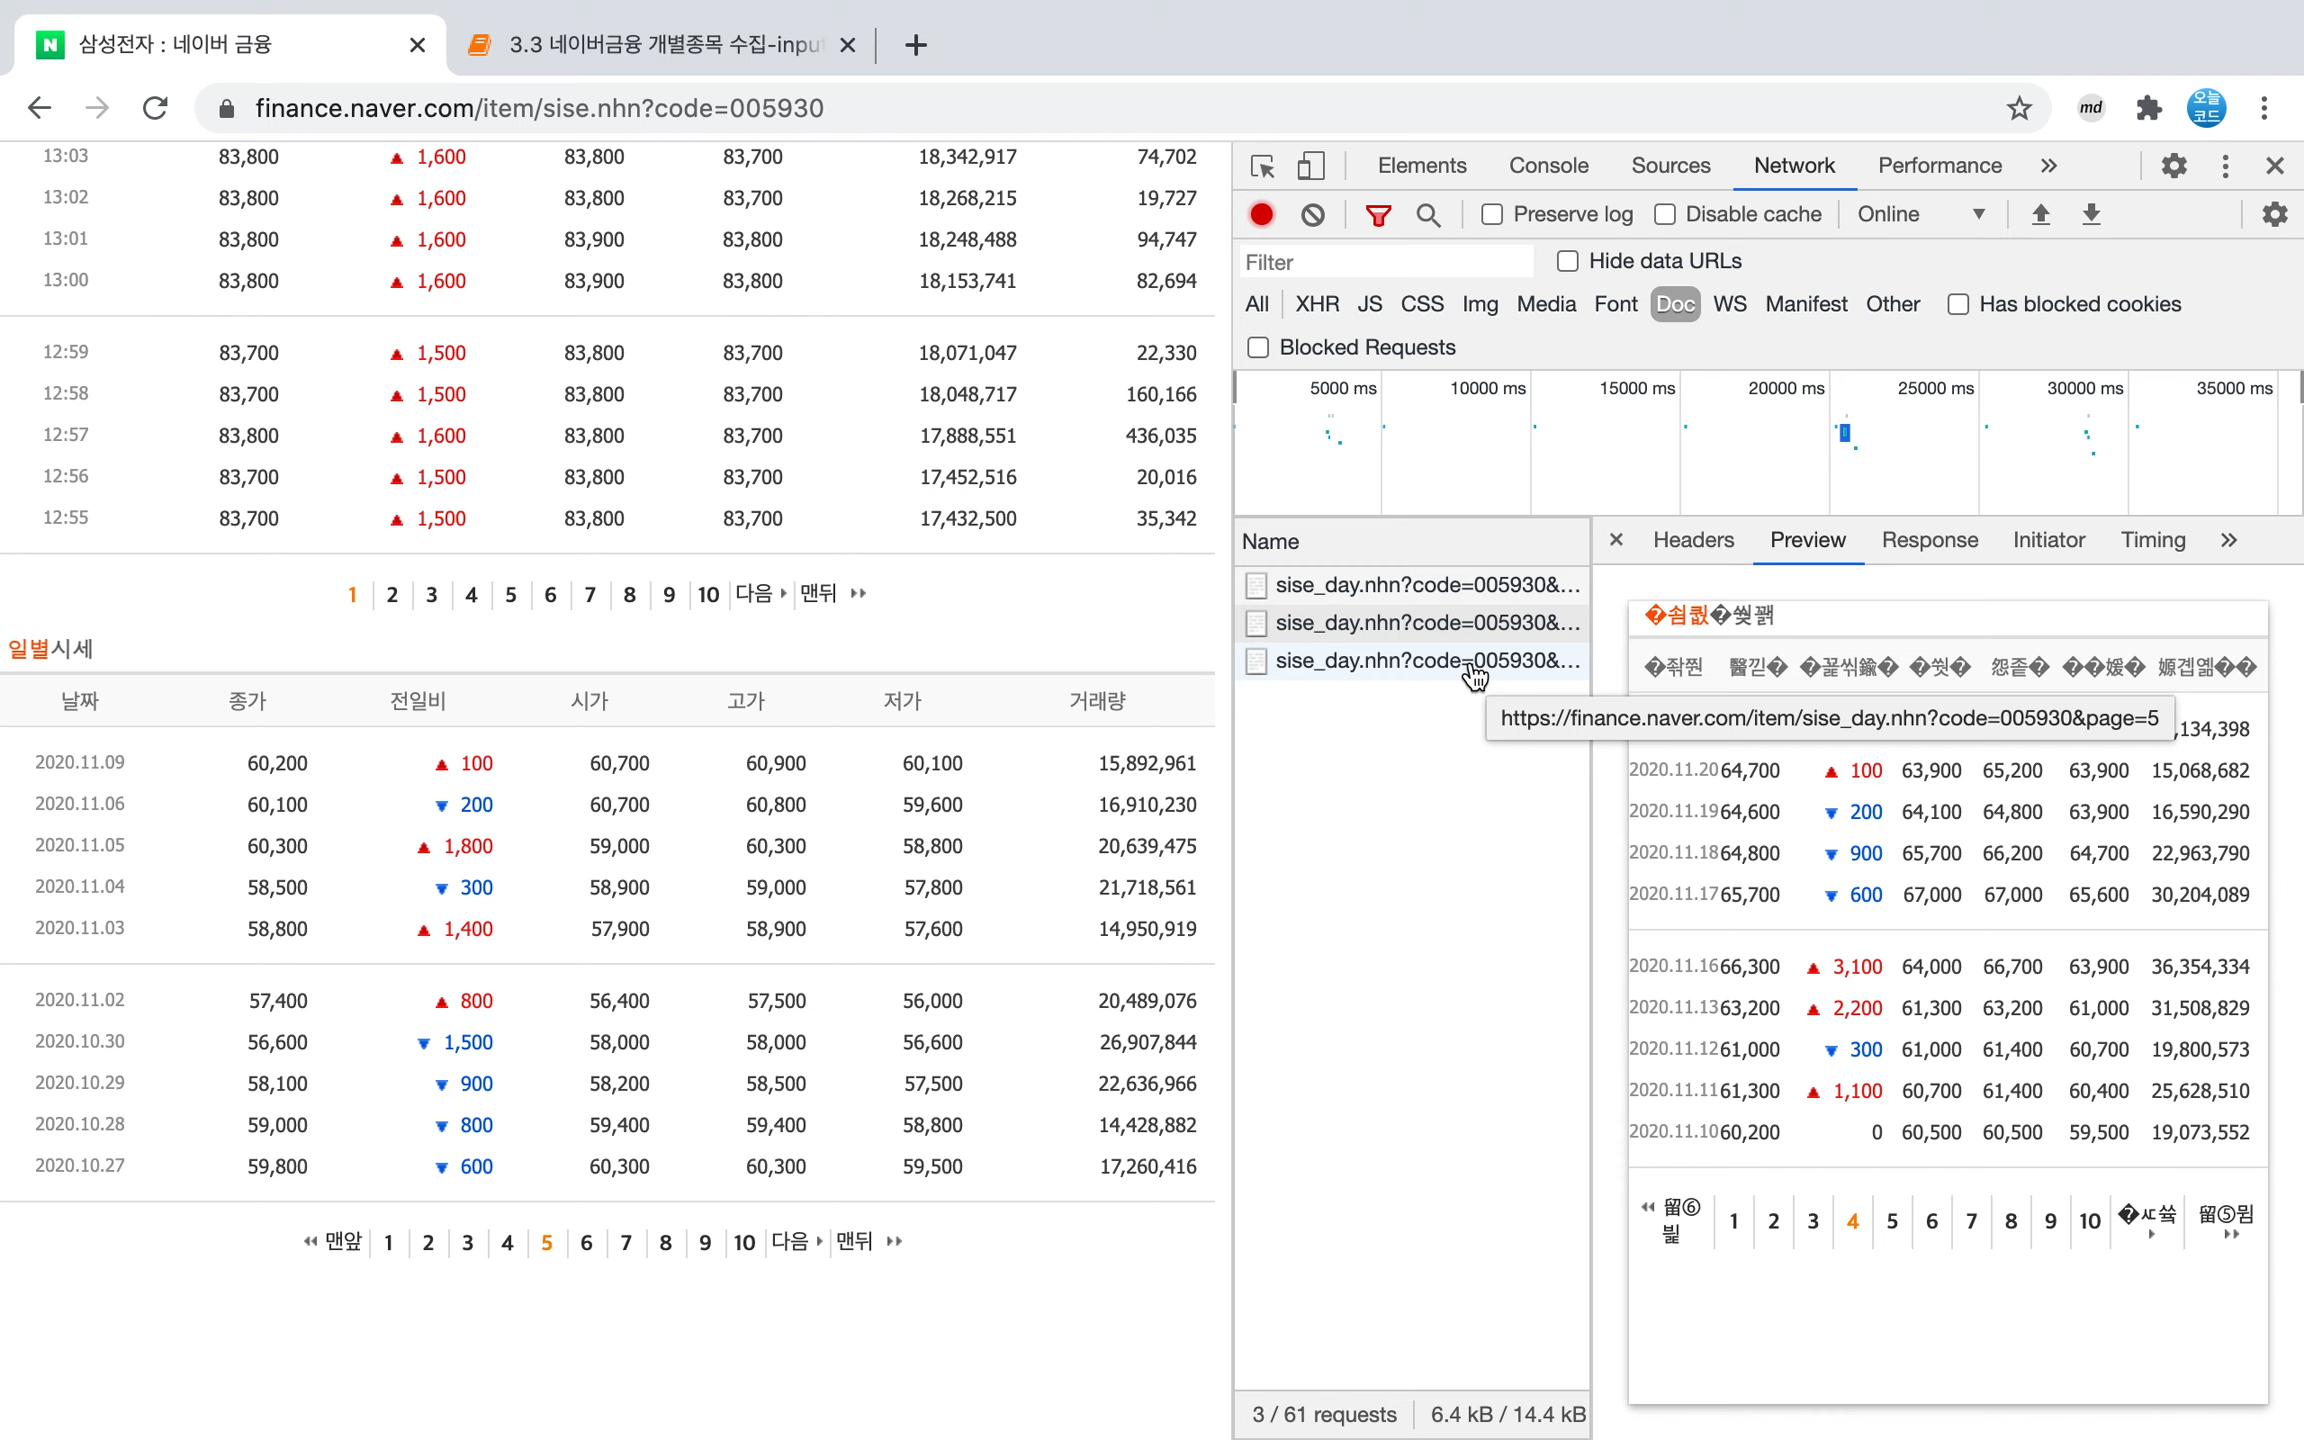 삼성전자 : 네이버 금융
3.3 네이버금융 개별종목 수집-inpu
finance.naver.com/item/sise.nhn?code=005930
md
오늘
코드
13:03 83,800 ▲ 1,600 83,800 83,700 18,342,917 74,702
13:02 83,800 ▲ 1,600 83,800 83,700 18,268,215 19,727
13:01 83,800 ▲ 1,600 83,900 83,800 18,248,488 94,747
13:00 83,800 ▲ 1,600 83,900 83,800 18,153,741 82,694
12:59 83,700 ▲ 1,500 83,800 83,700 18,071,047 22,330
12:58 83,700 ▲ 1,500 83,800 83,700 18,048,717 160,166
12:57 83,800 ▲ 1,600 83,800 83,700 17,888,551 436,035
12:56 83,700 ▲ 1,500 83,800 83,700 17,452,516 20,016
12:55 83,700 ▲ 1,500 83,800 83,700 17,432,500 35,342
1 2 3 4 5 6 7 8 9 10 다음 맨뒤
일별시세
날짜 종가 전일비 시가 고가 저가 거래량
2020.11.09 60,200 ▲ 100 60,700 60,900 60,100 15,892,961
2020.11.06 60,100 ▼ 200 60,700 60,800 59,600 16,910,230
2020.11.05 60,300 ▲ 1,800 59,000 60,300 58,800 20,639,475
2020.11.04 58,500 ▼ 300 58,900 59,000 57,800 21,718,561
2020.11.03 58,800 ▲ 1,400 57,900 58,900 57,600 14,950,919
2020.11.02 57,400 ▲ 800 56,400 57,500 56,000 20,489,076
2020.10.30 56,600 ▼ 1,500 58,000 58,000 56,600 26,907,844
2020.10.29 58,100 ▼ 900 58,200 58,500 57,500 22,636,966
2020.10.28 59,000 ▼ 800 59,400 59,400 58,800 14,428,882
2020.10.27 59,800 ▼ 600 60,300 60,300 59,500 17,260,416
맨앞 1 2 3 4 5 6 7 8 9 10 다음 맨뒤
Elements Console Sources Network Performance
Preserve log Disable cache Online
Filter Hide data URLs
All XHR JS CSS Img Media Font Doc WS Manifest Other Has blocked cookies
Blocked Requests
5000 ms 10000 ms 15000 ms 20000 ms 25000 ms 30000 ms 35000 ms
Name
sise_day.nhn?code=005930&...
sise_day.nhn?code=005930&...
sise_day.nhn?code=005930&...
3 / 61 requests 6.4 kB / 14.4 kB
Headers Preview Response Initiator Timing
https://finance.naver.com/item/sise_day.nhn?code=005930&page=5
,134,398
2020.11.20 64,700 ▲ 100 63,900 65,200 63,900 15,068,682
2020.11.19 64,600 ▼ 200 64,100 64,800 63,900 16,590,290
2020.11.18 64,800 ▼ 900 65,700 66,200 64,700 22,963,790
2020.11.17 65,700 ▼ 600 67,000 67,000 65,600 30,204,089
2020.11.16 66,300 ▲ 3,100 64,000 66,700 63,900 36,354,334
2020.11.13 63,200 ▲ 2,200 61,300 63,200 61,000 31,508,829
2020.11.12 61,000 ▼ 300 61,000 61,400 60,700 19,800,573
2020.11.11 61,300 ▲ 1,100 60,700 61,400 60,400 25,628,510
2020.11.10 60,200 0 60,500 60,500 59,500 19,073,552
1 2 3 4 5 6 7 8 9 10